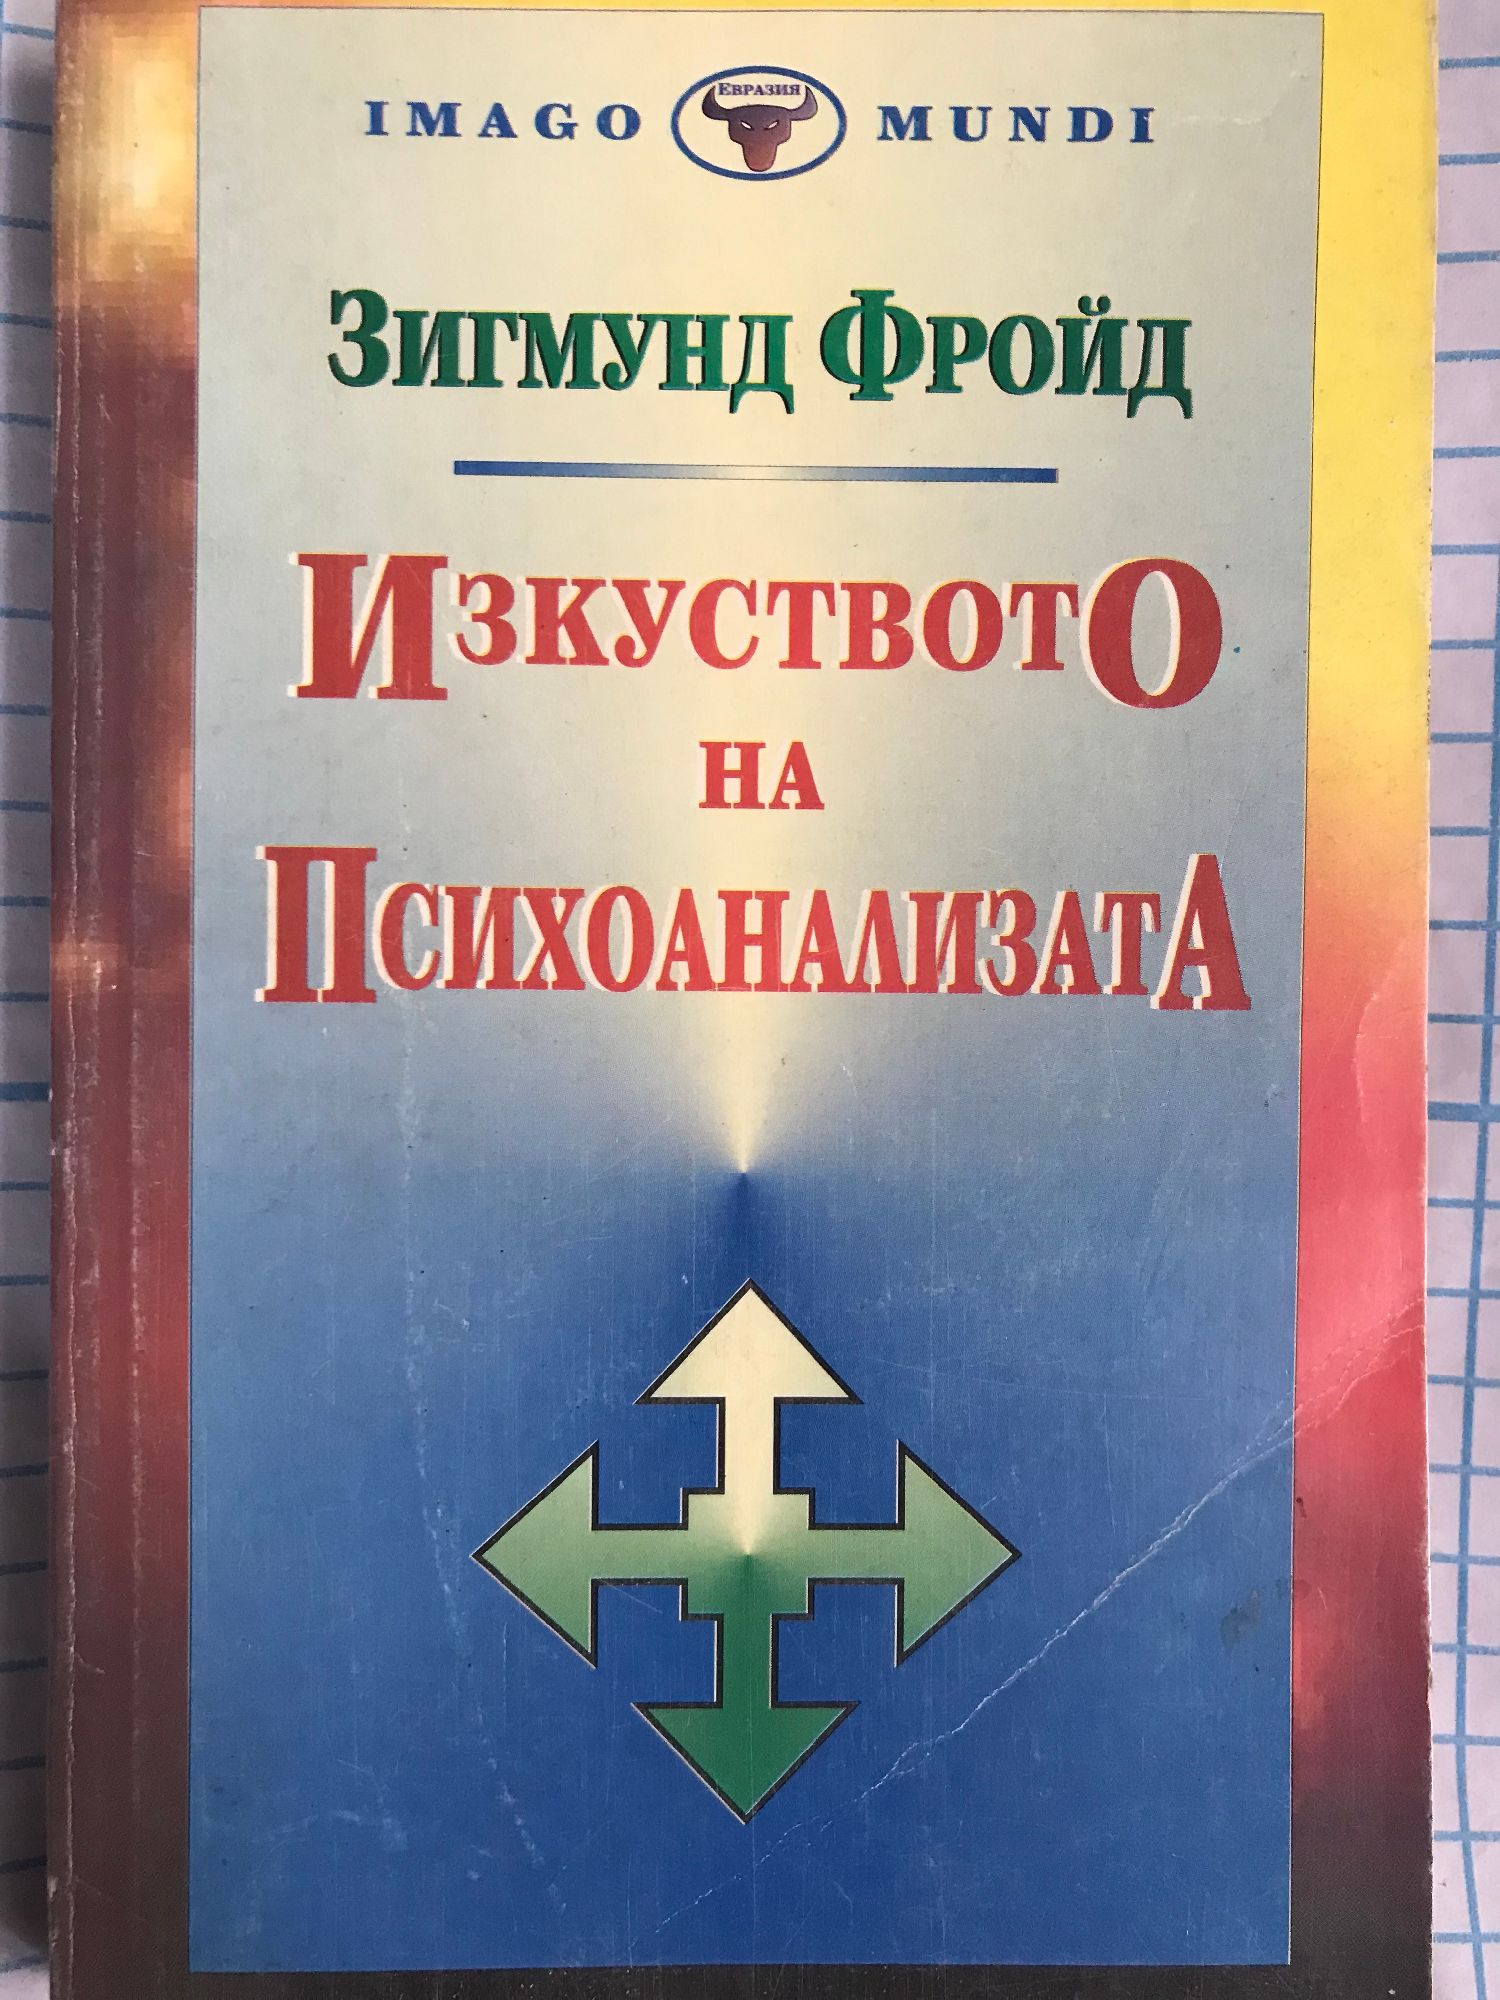 IMAGO ЕВРАЗИЯ MUNDI
ЗИГМУНД ФРОЙД
ИЗКУСТВОТО
НА
ПСИХОАНАЛИЗАТА